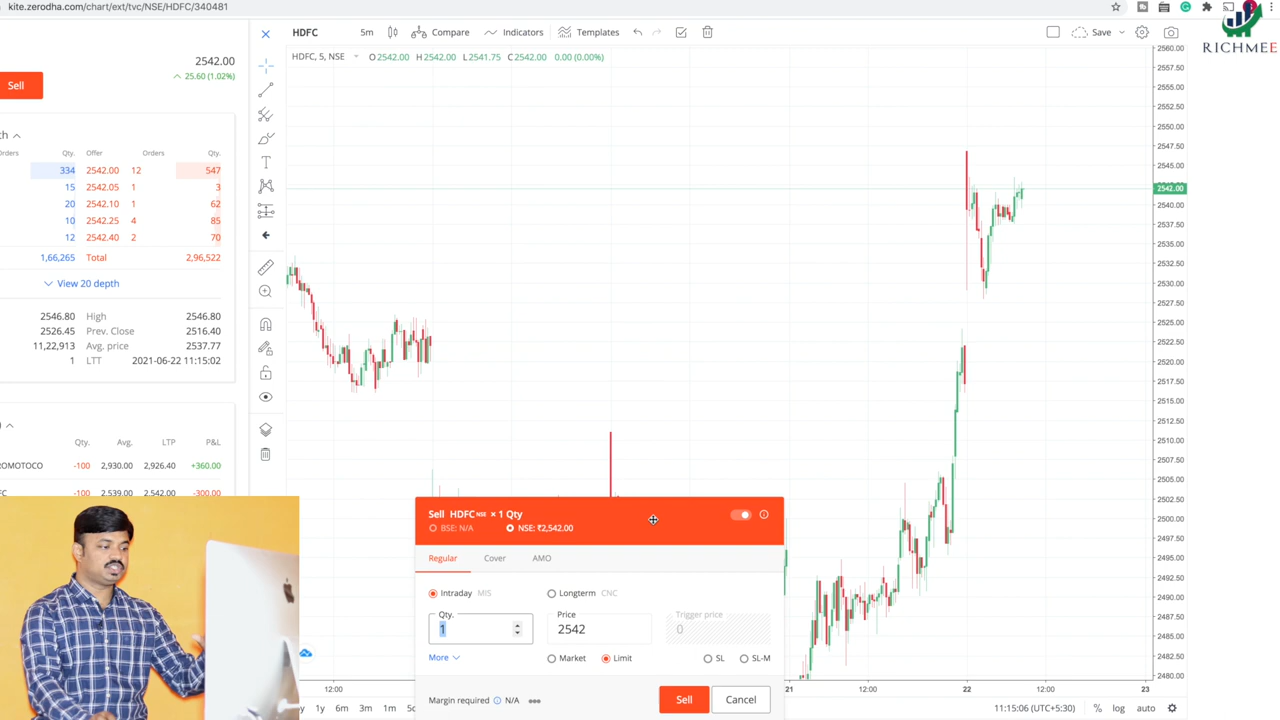 kite.zerodha.com/chart/ext/tvc/NSE/HDFC/340481
RICHMEE
HDFC 5m Compare Indicators Templates Save
HDFC, 5, NSE O2542.00 H2542.00 L2541.75 C2542.00 0.00 (0.00%)
2542.00
25.60 (1.02%)
Sell
Qty. Offer Orders Qty.
334 2542.00 12 547
15 2542.05 1 3
20 2542.10 1 62
10 2542.25 4 85
12 2542.40 2 70
1,66,265 Total 2,96,522
View 20 depth
2546.80 High 2546.80
2526.45 Prev. Close 2516.40
11,22,913 Avg. price 2537.77
1 LTT 2021-06-22 11:15:02
Qty. Avg. LTP P&L
ROMOTOCO -100 2,930.00 2,926.40 +360.00
FC -100 2,539.00 2,542.00 -300.00
2560.00
2557.50
2555.00
2552.50
2550.00
2547.50
2545.00
2542.00
2540.00
2537.50
2535.00
2532.50
2530.00
2527.50
2525.00
2522.50
2520.00
2517.50
2515.00
2512.50
2510.00
2507.50
2505.00
2502.50
2500.00
2497.50
2495.00
2492.50
2490.00
2487.50
2485.00
2482.50
2480.00
Sell HDFC NSE × 1 Qty
BSE: N/A NSE: ₹2,542.00
Regular Cover AMO
Intraday MIS Longterm CNC
Qty. Price Trigger price
1 2542 0
More Market Limit SL SL-M
Margin required N/A Sell Cancel
12:00 21 12:00 22 12:00 23
1y 6m 3m 1m 11:15:06 (UTC+5:30) % log auto